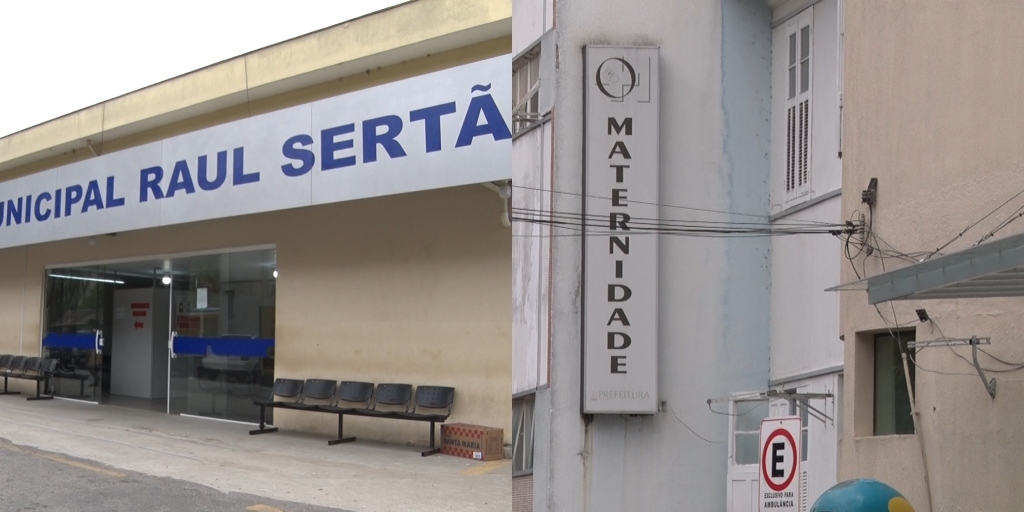 UNICIPAL RAUL SERTÃ
SANTA MARIA
MATERNIDADE
PREFEITURA
E
EXCLUSIVO PARA
AMBULÂNCIA